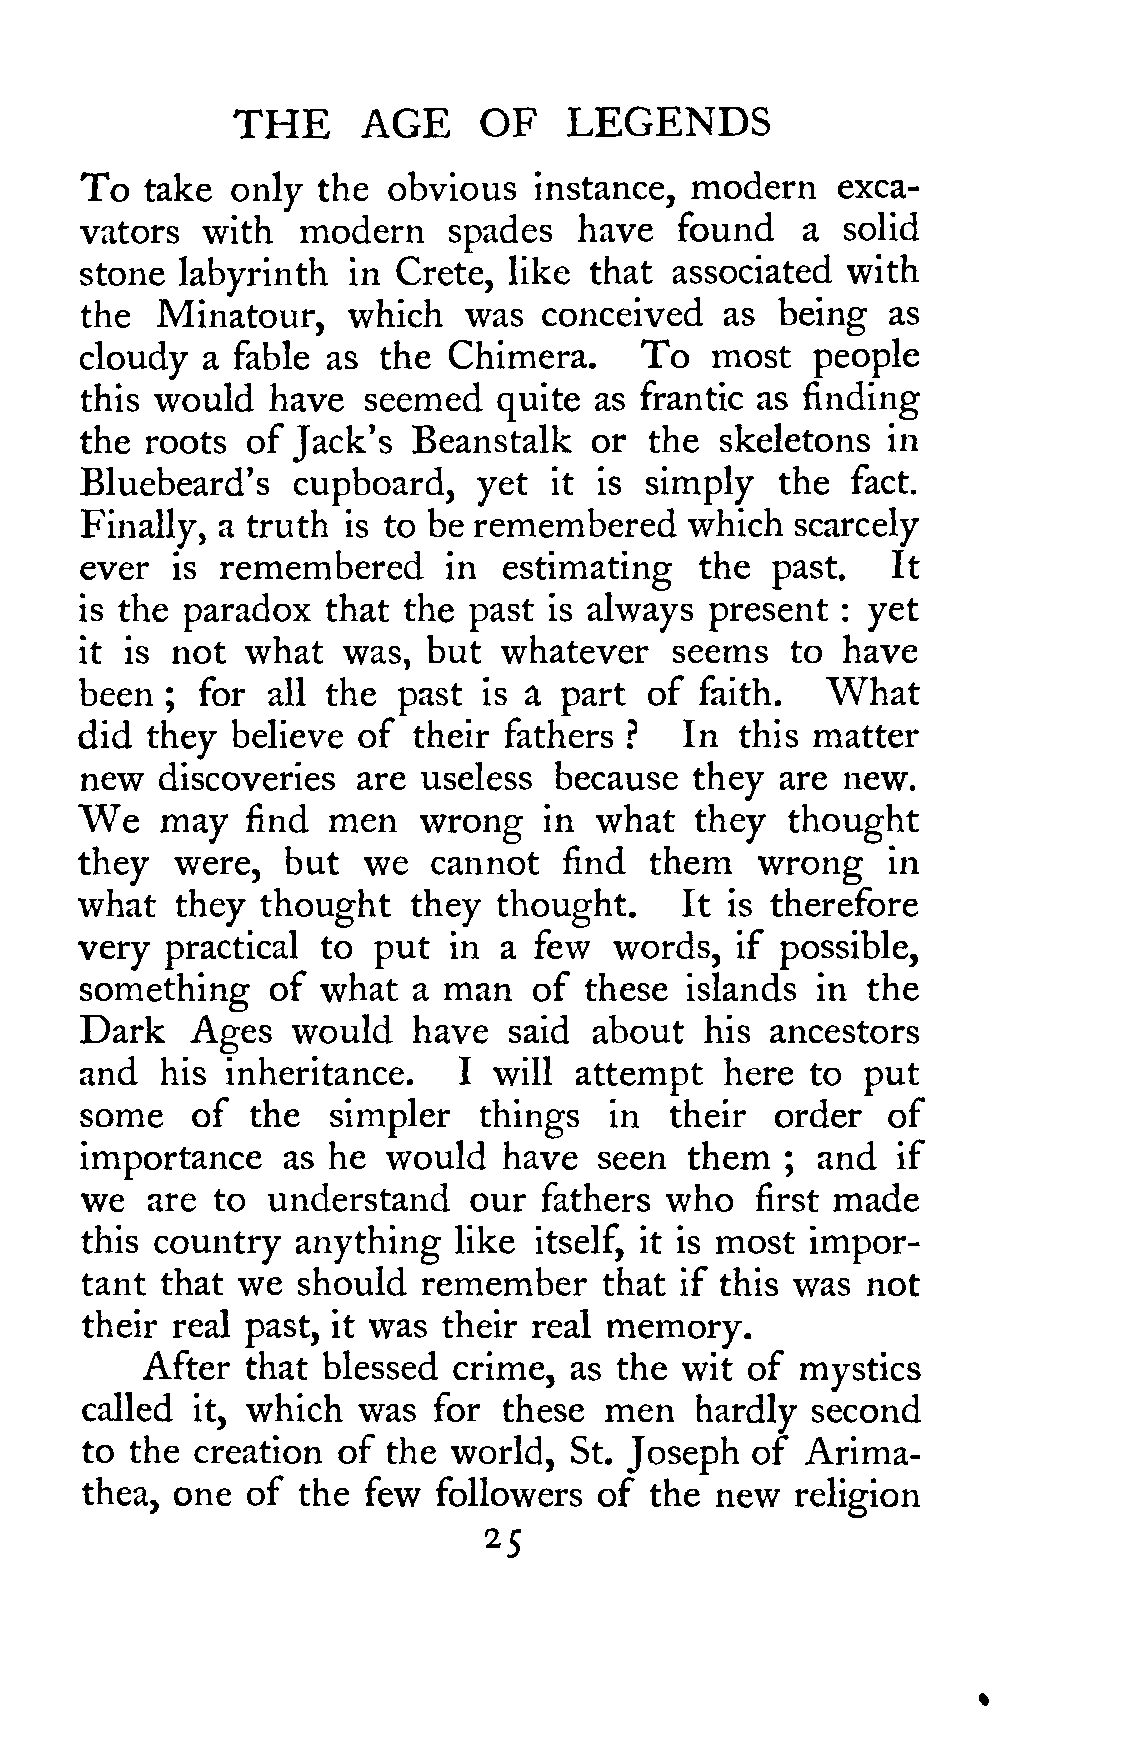 THE AGE OF LEGENDS
To take only the obvious instance, modern exca-
vators with modern spades have found a solid
stone labyrinth in Crete, like that associated with
the Minatour, which was conceived as being as
cloudy a fable as the Chimera. To most people
this would have seemed quite as frantic as finding
the roots of Jack's Beanstalk or the skeletons in
Bluebeard's cupboard, yet it is simply the fact.
Finally, a truth is to be remembered which scarcely
ever is remembered in estimating the past. It
is the paradox that the past is always present : yet
it is not what was, but whatever seems to have
been ; for all the past is a part of faith. What
did they believe of their fathers ? In this matter
new discoveries are useless because they are new.
We may find men wrong in what they thought
they were, but we cannot find them wrong in
what they thought they thought. It is therefore
very practical to put in a few words, if possible,
something of what a man of these islands in the
Dark Ages would have said about his ancestors
and his inheritance. I will attempt here to put
some of the simpler things in their order of
importance as he would have seen them ; and if
we are to understand our fathers who first made
this country anything like itself, it is most impor-
tant that we should remember that if this was not
their real past, it was their real memory.
After that blessed crime, as the wit of mystics
called it, which was for these men hardly second
to the creation of the world, St. Joseph of Arima-
thea, one of the few followers of the new religion
25